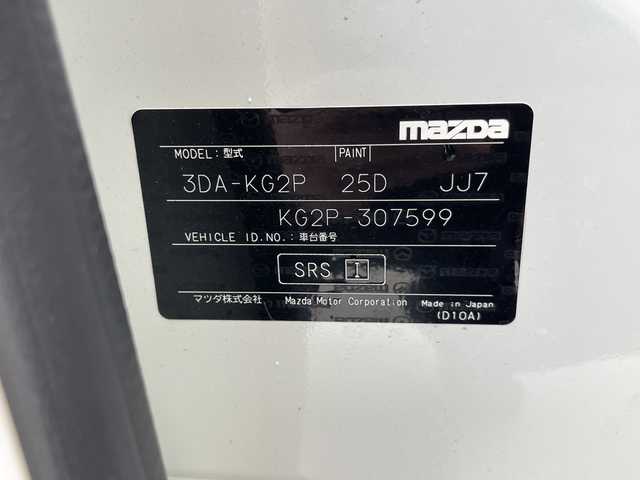 mazda
MODEL:型式 PAINT
3DA-KG2P 25D JJ7
KG2P-307599
VEHICLE ID.NO.:車台番号
SRS I
マツダ株式会社 Mazda Motor Corporation Made in Japan
(D10A)